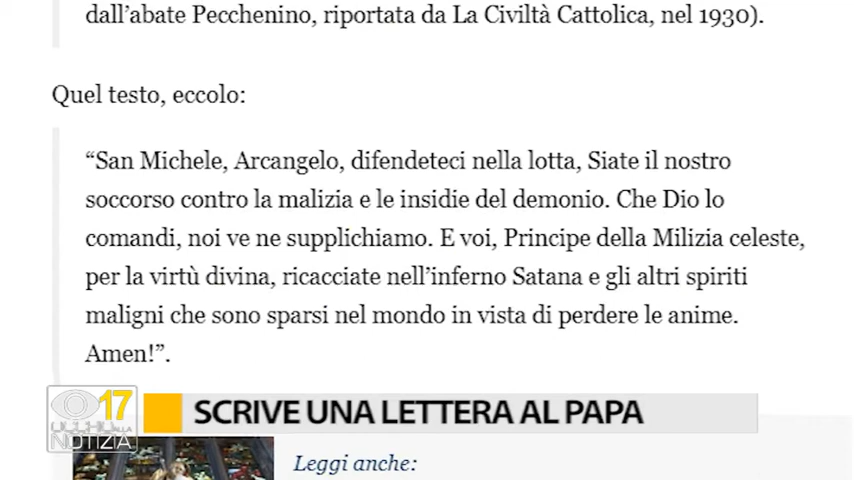 dall’abate Pecchenino, riportata da La Civiltà Cattolica, nel 1930).
Quel testo, eccolo:
“San Michele, Arcangelo, difendeteci nella lotta, Siate il nostro
soccorso contro la malizia e le insidie del demonio. Che Dio lo
comandi, noi ve ne supplichiamo. E voi, Principe della Milizia celeste,
per la virtù divina, ricacciate nell’inferno Satana e gli altri spiriti
maligni che sono sparsi nel mondo in vista di perdere le anime.
Amen!”.
17
OCCHIO ALLA
NOTIZIA
SCRIVE UNA LETTERA AL PAPA
Leggi anche: